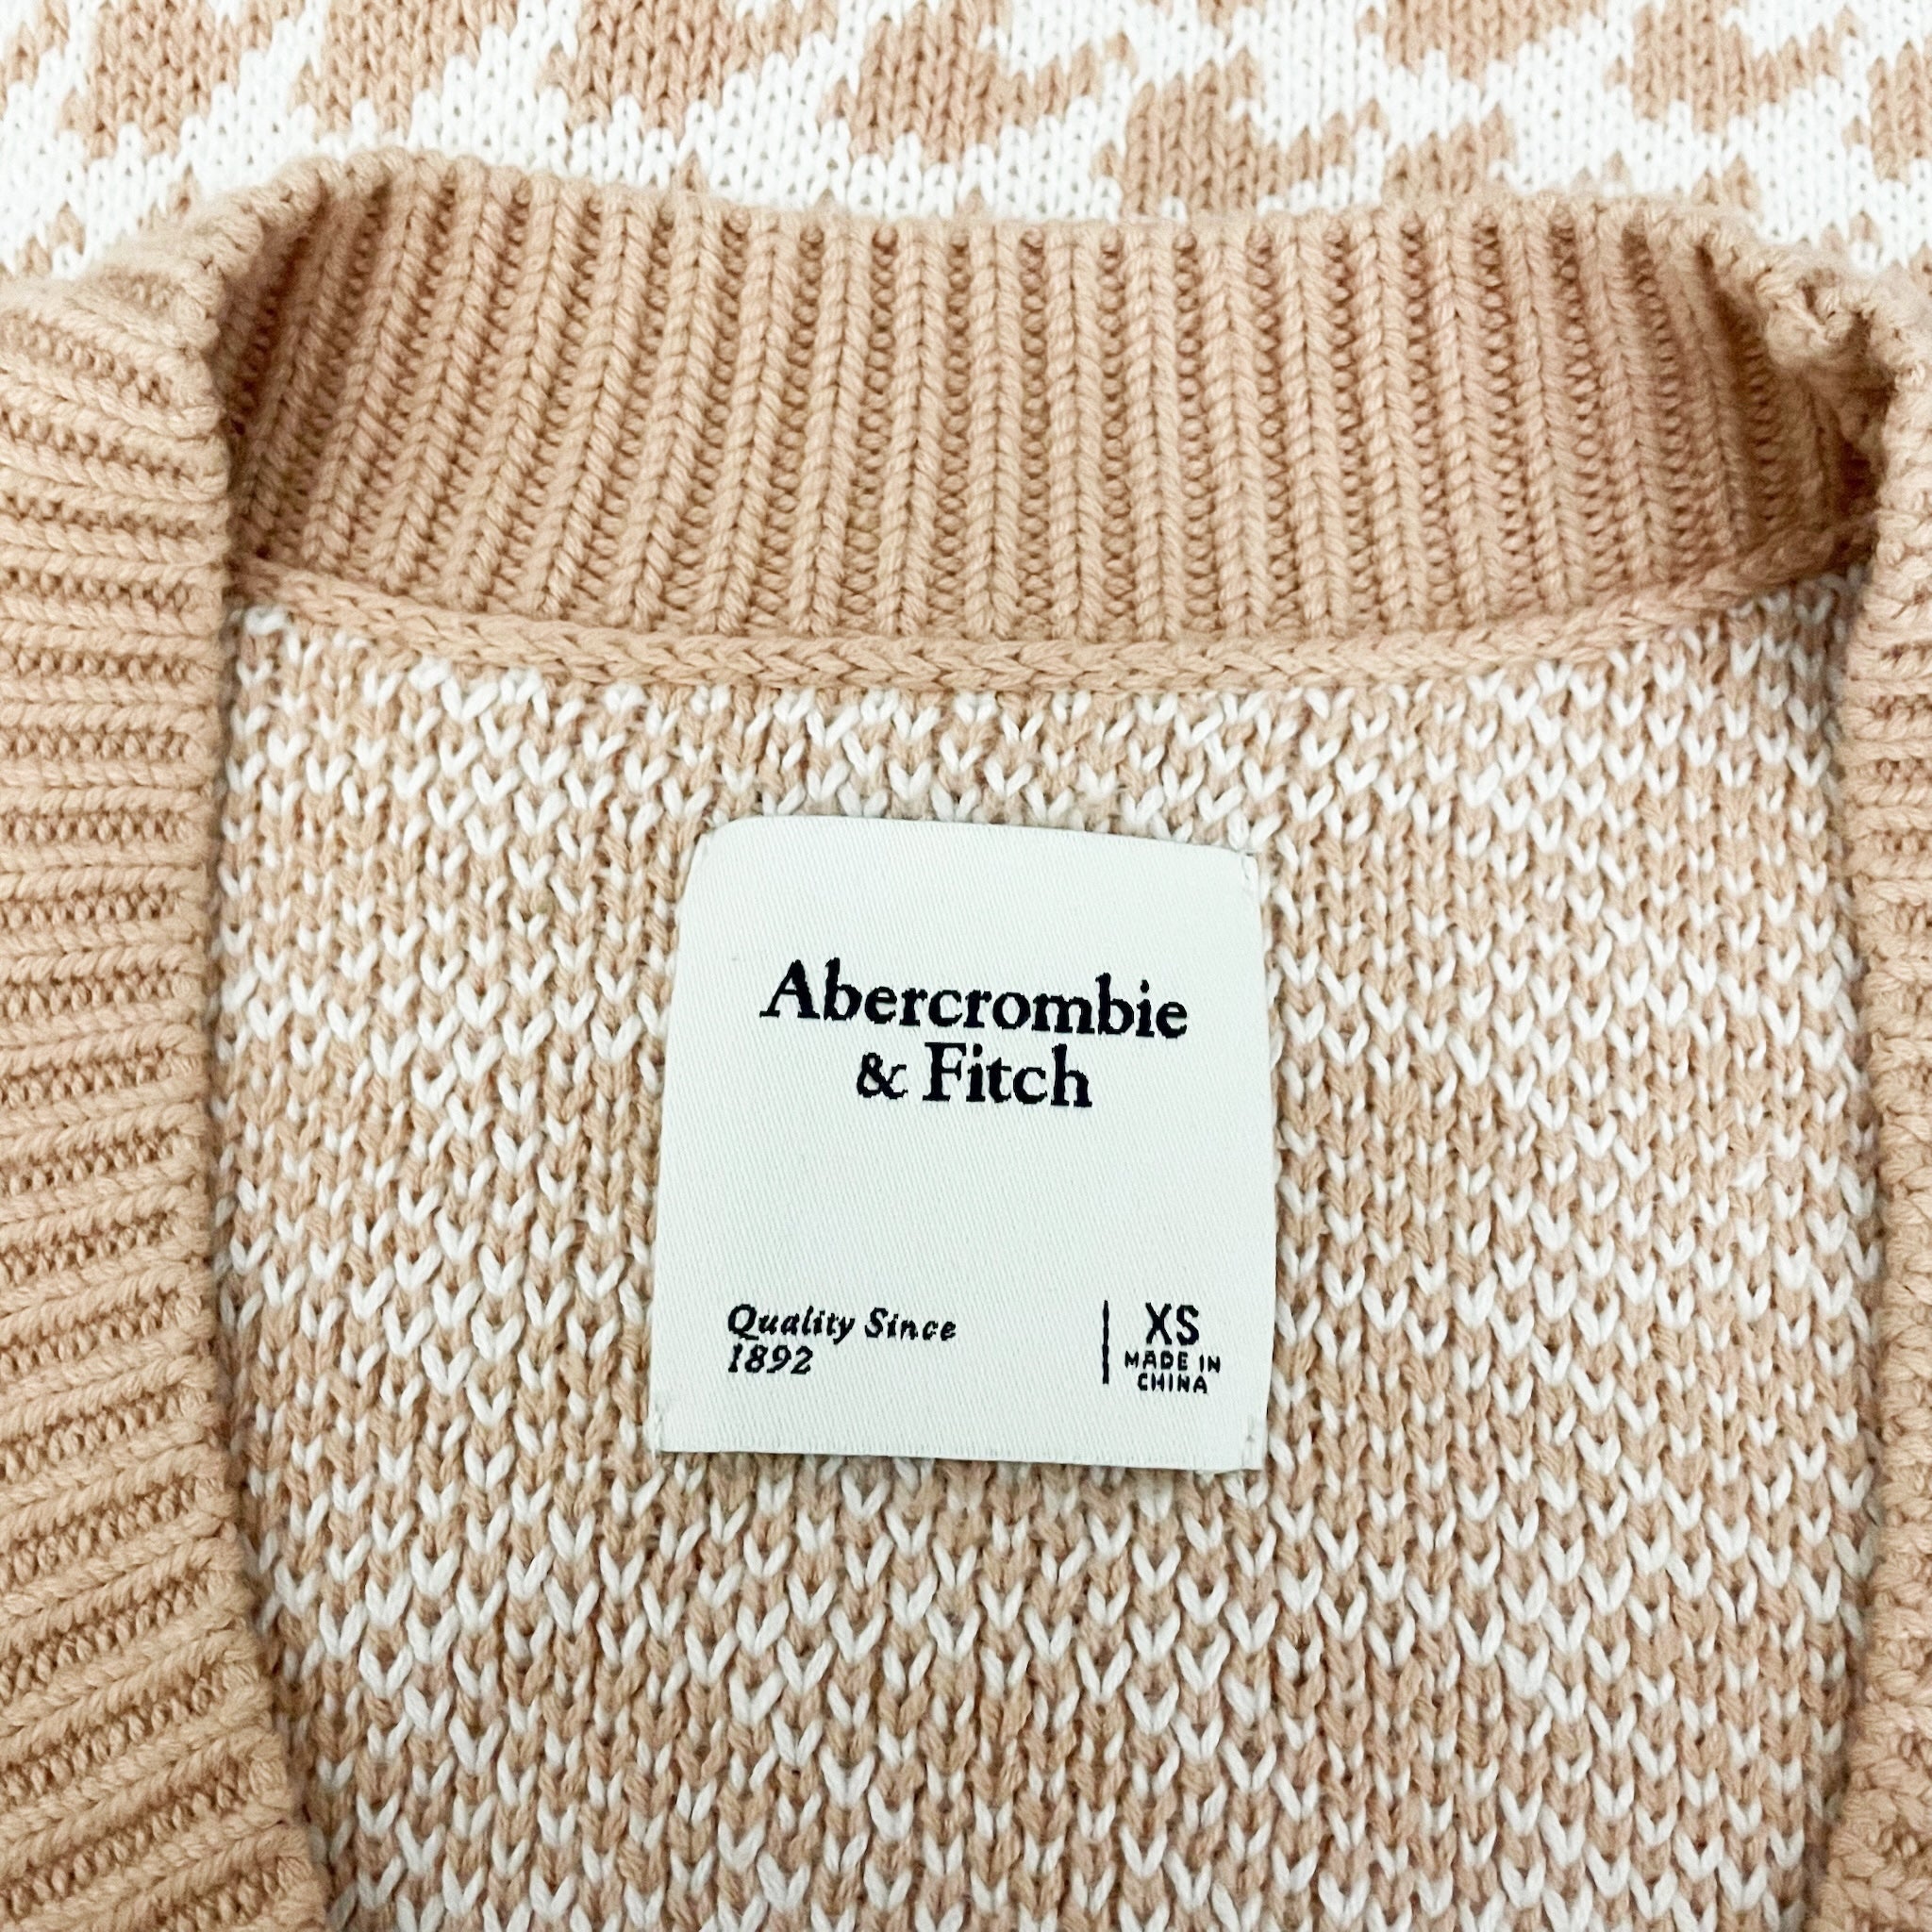 Abercrombie
& Fitch
Quality Since
1892
XS
MADE IN
CHINA